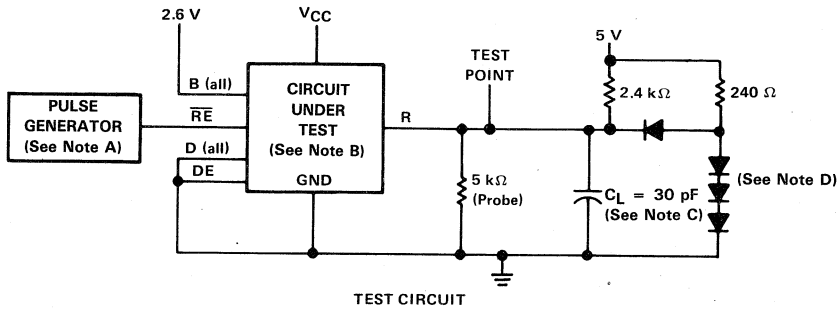 2.6 V
VCC
5 V
TEST
POINT
B (all)
CIRCUIT
UNDER
TEST
(See Note B)
2.4 kΩ
240 Ω
PULSE
GENERATOR
(See Note A)
R̅E̅
R
D (all)
DE
GND
5 kΩ
(Probe)
CL = 30 pF
(See Note C)
(See Note D)
TEST CIRCUIT